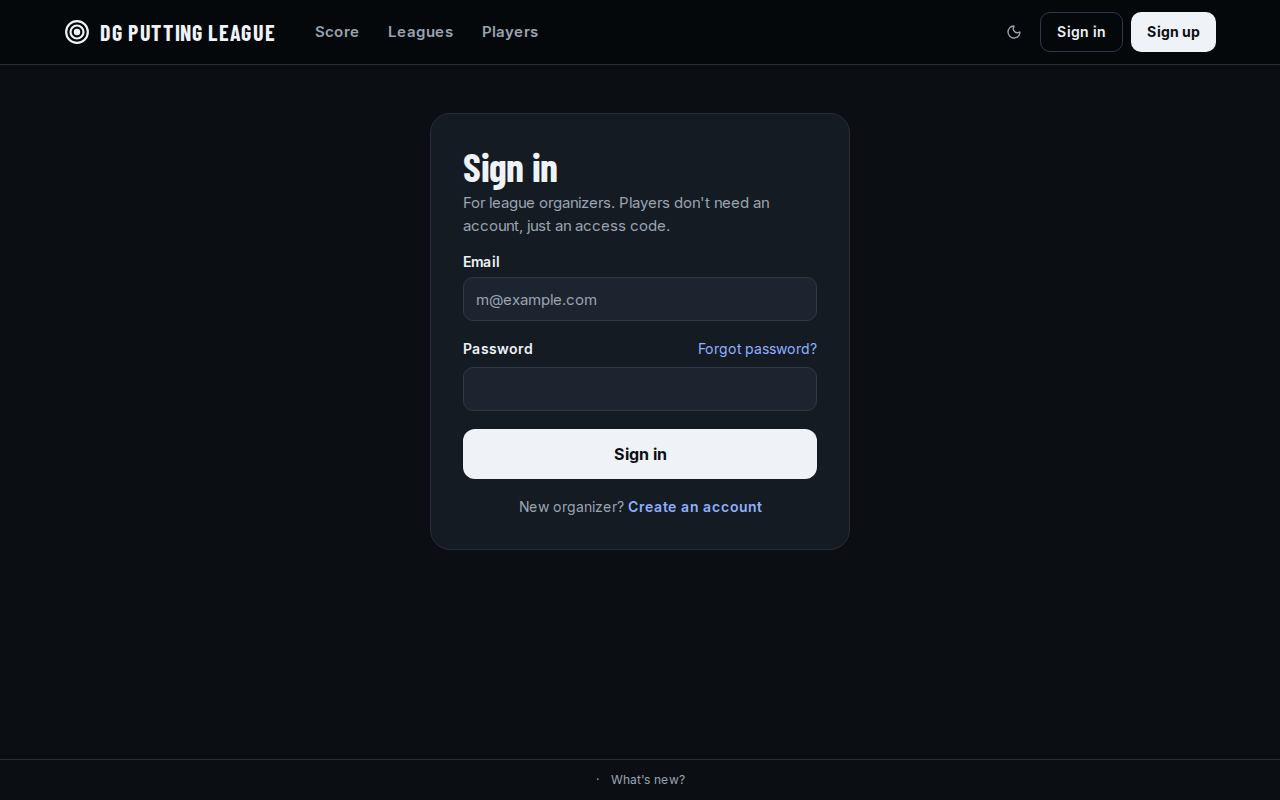 DG PUTTING LEAGUE
Score
Leagues
Players
Sign in
Sign up
Sign in
For league organizers. Players don't need an
account, just an access code.
Email
m@example.com
Password
Forgot password?
Sign in
New organizer? Create an account
· What's new?